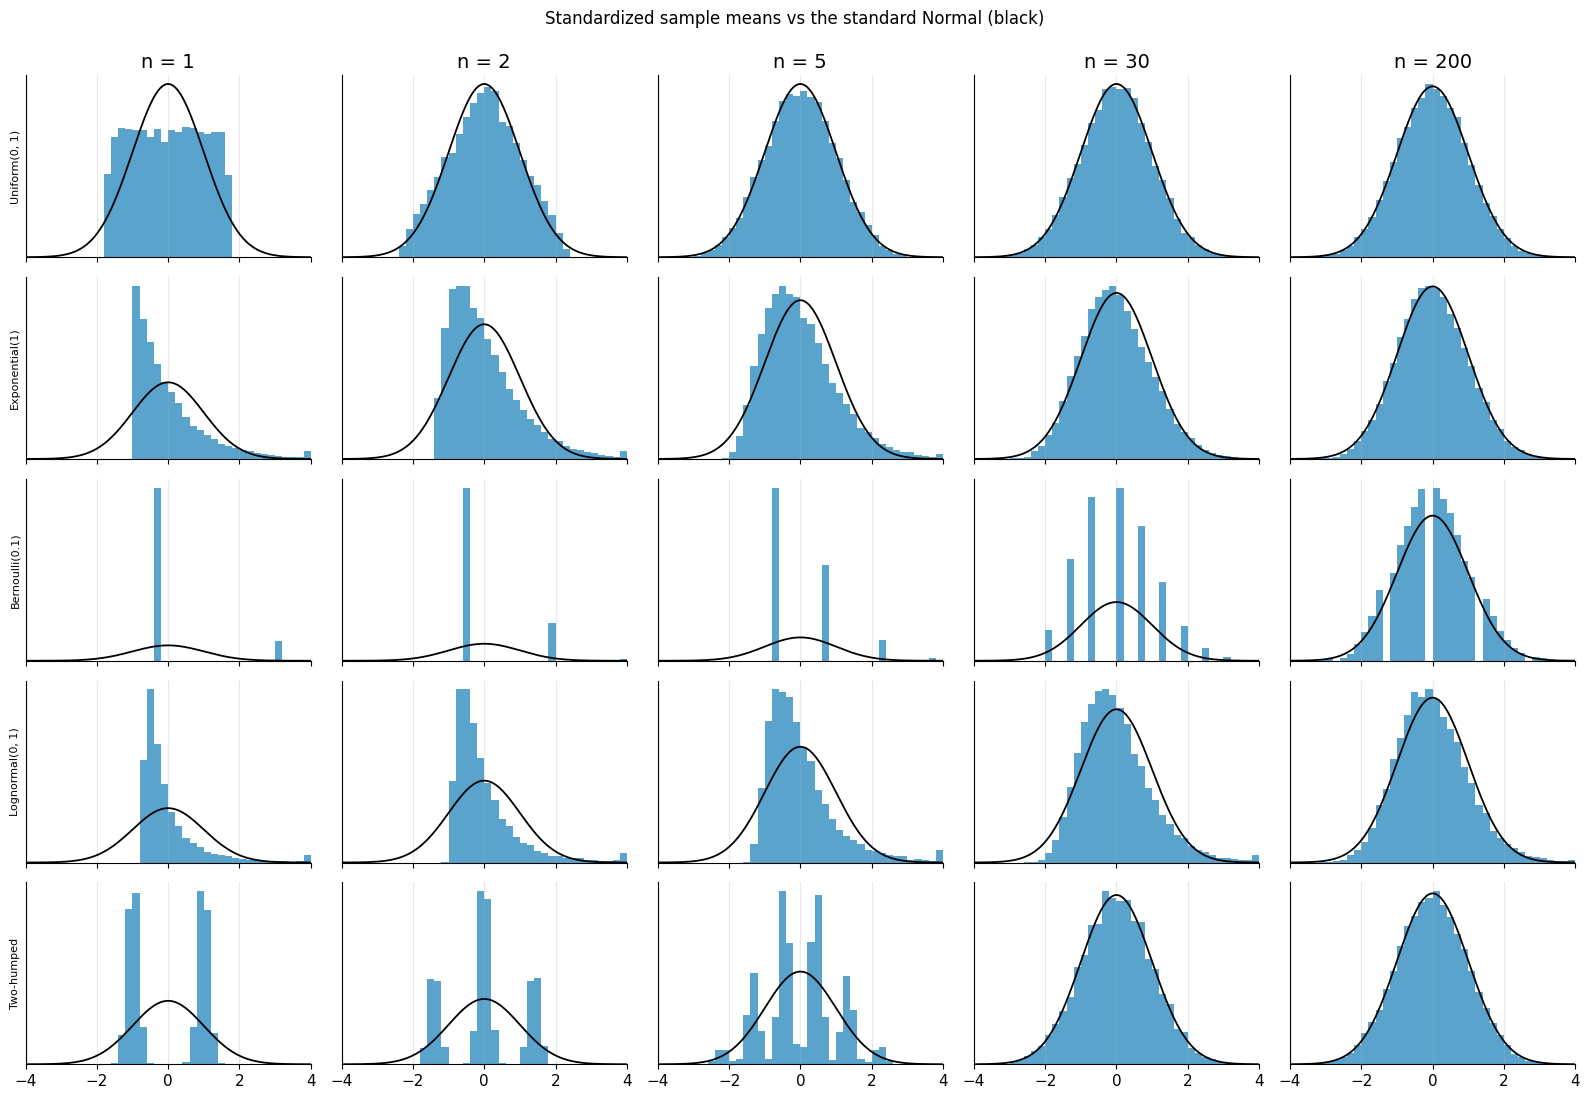 Standardized sample means vs the standard Normal (black)
n = 1
n = 2
n = 5
n = 30
n = 200
Uniform(0, 1)
Exponential(1)
Bernoulli(0.1)
Lognormal(0, 1)
Two-humped
−4 −2 0 2 4
−4 −2 0 2 4
−4 −2 0 2 4
−4 −2 0 2 4
−4 −2 0 2 4